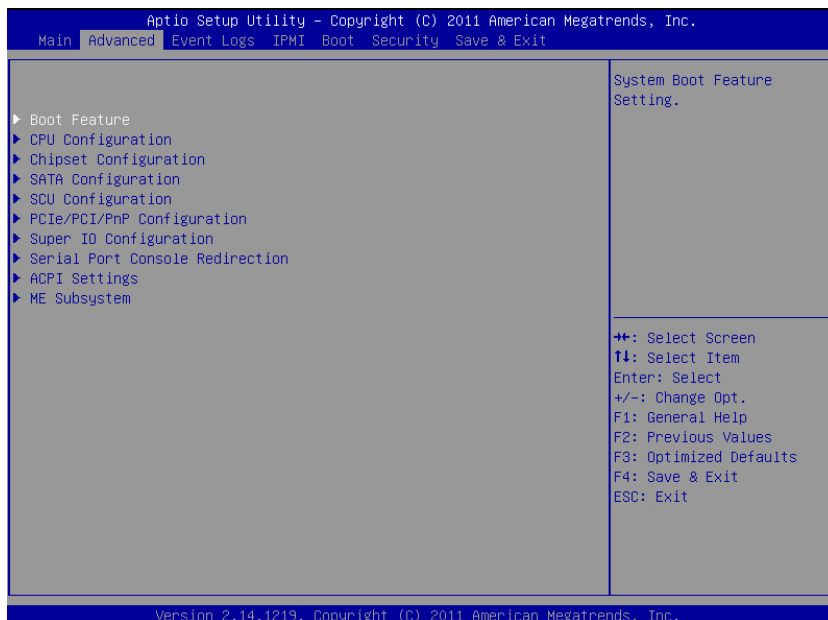 Aptio Setup Utility – Copyright (C) 2011 American Megatrends, Inc.
Main Advanced Event Logs IPMI Boot Security Save & Exit
System Boot Feature
Setting.
▶ Boot Feature
▶ CPU Configuration
▶ Chipset Configuration
▶ SATA Configuration
▶ SCU Configuration
▶ PCIe/PCI/PnP Configuration
▶ Super IO Configuration
▶ Serial Port Console Redirection
▶ ACPI Settings
▶ ME Subsystem
→←: Select Screen
↑↓: Select Item
Enter: Select
+/-: Change Opt.
F1: General Help
F2: Previous Values
F3: Optimized Defaults
F4: Save & Exit
ESC: Exit
Version 2.14.1219. Copyright (C) 2011 American Megatrends, Inc.